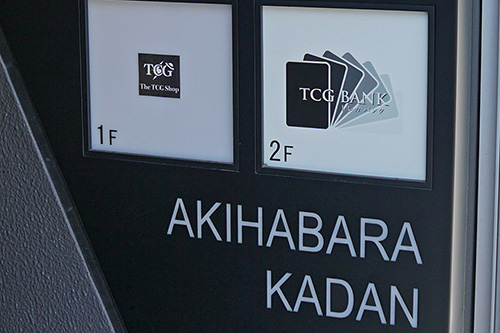 TCG
The TCG Shop
1F
TCG BANK
2F
AKIHABARA
KADAN